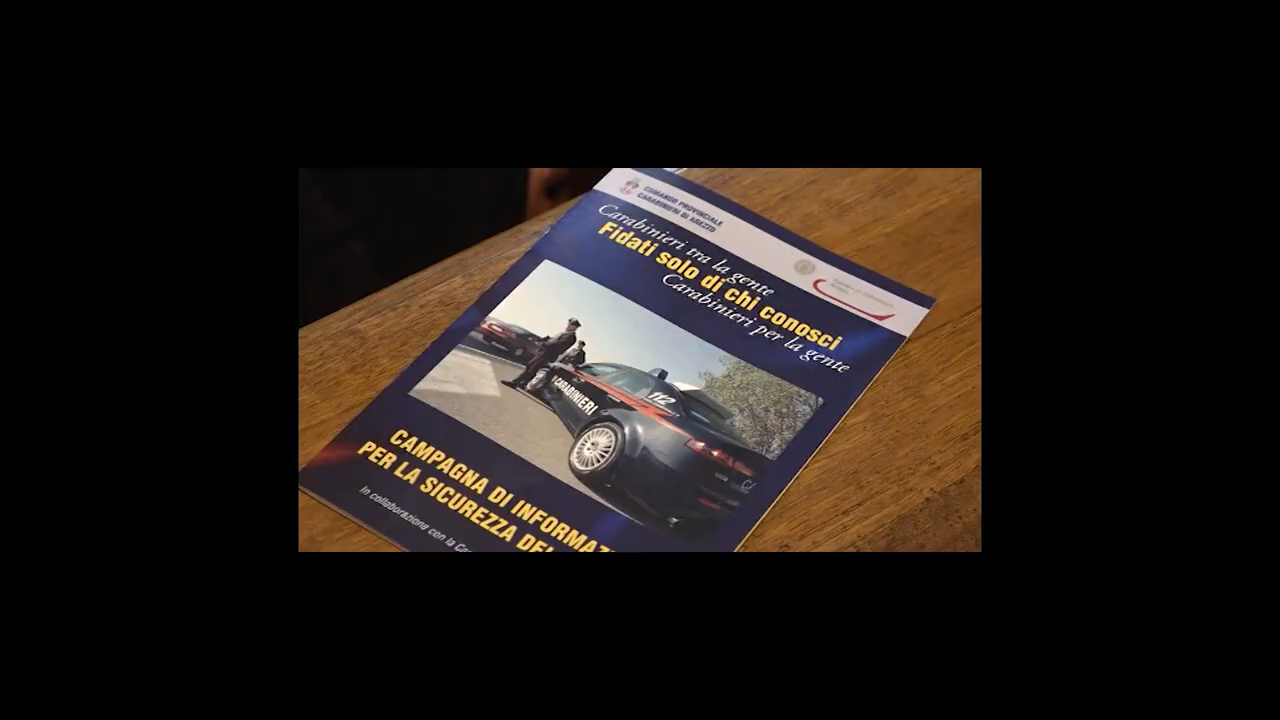 COMANDO PROVINCIALE
CARABINIERI DI AREZZO
Carabinieri tra la gente
Fidati solo di chi conosci
Carabinieri per la gente
112
CARABINIERI
CAMPAGNA DI INFORMAZ
PER LA SICUREZZA DE
In collaborazione con la Ca